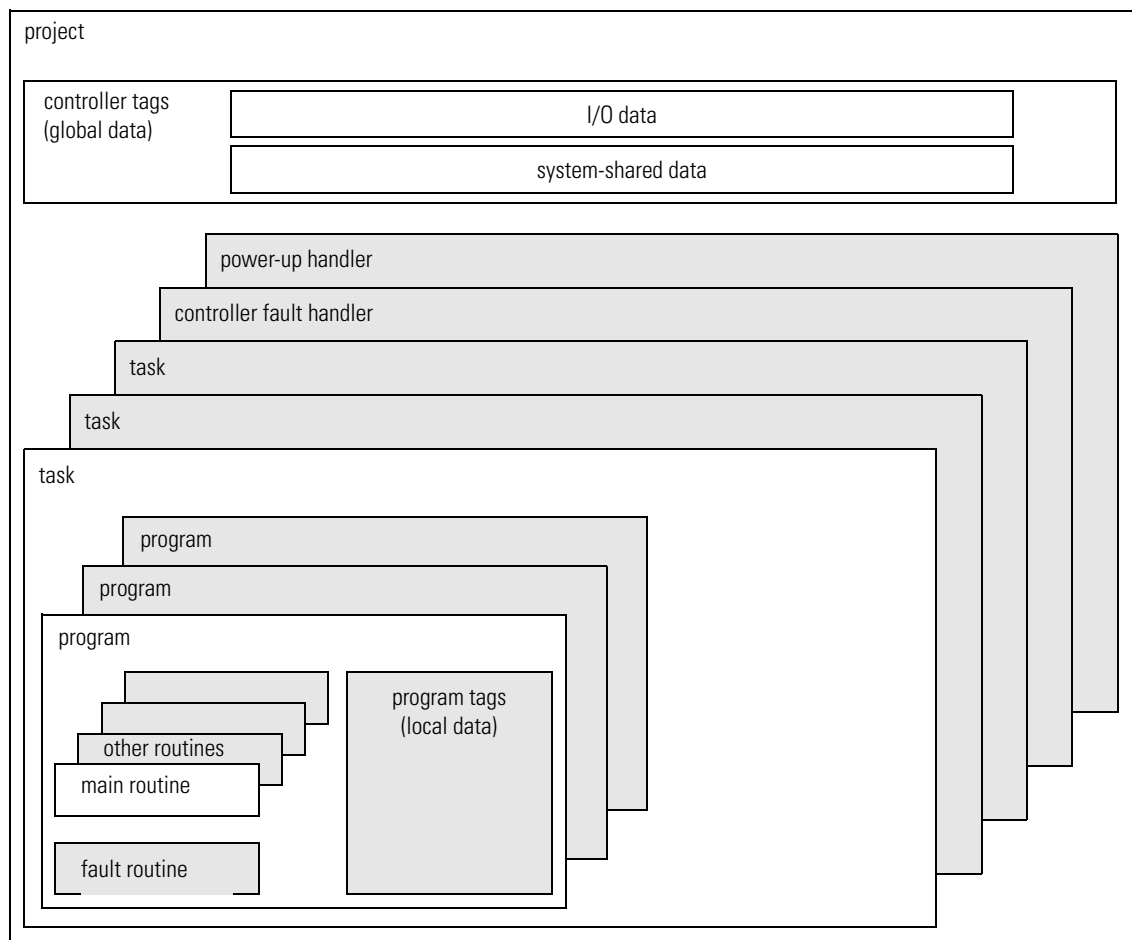 project
controller tags
(global data)
I/O data
system-shared data
power-up handler
controller fault handler
task
task
task
program
program
program
program tags
(local data)
other routines
main routine
fault routine